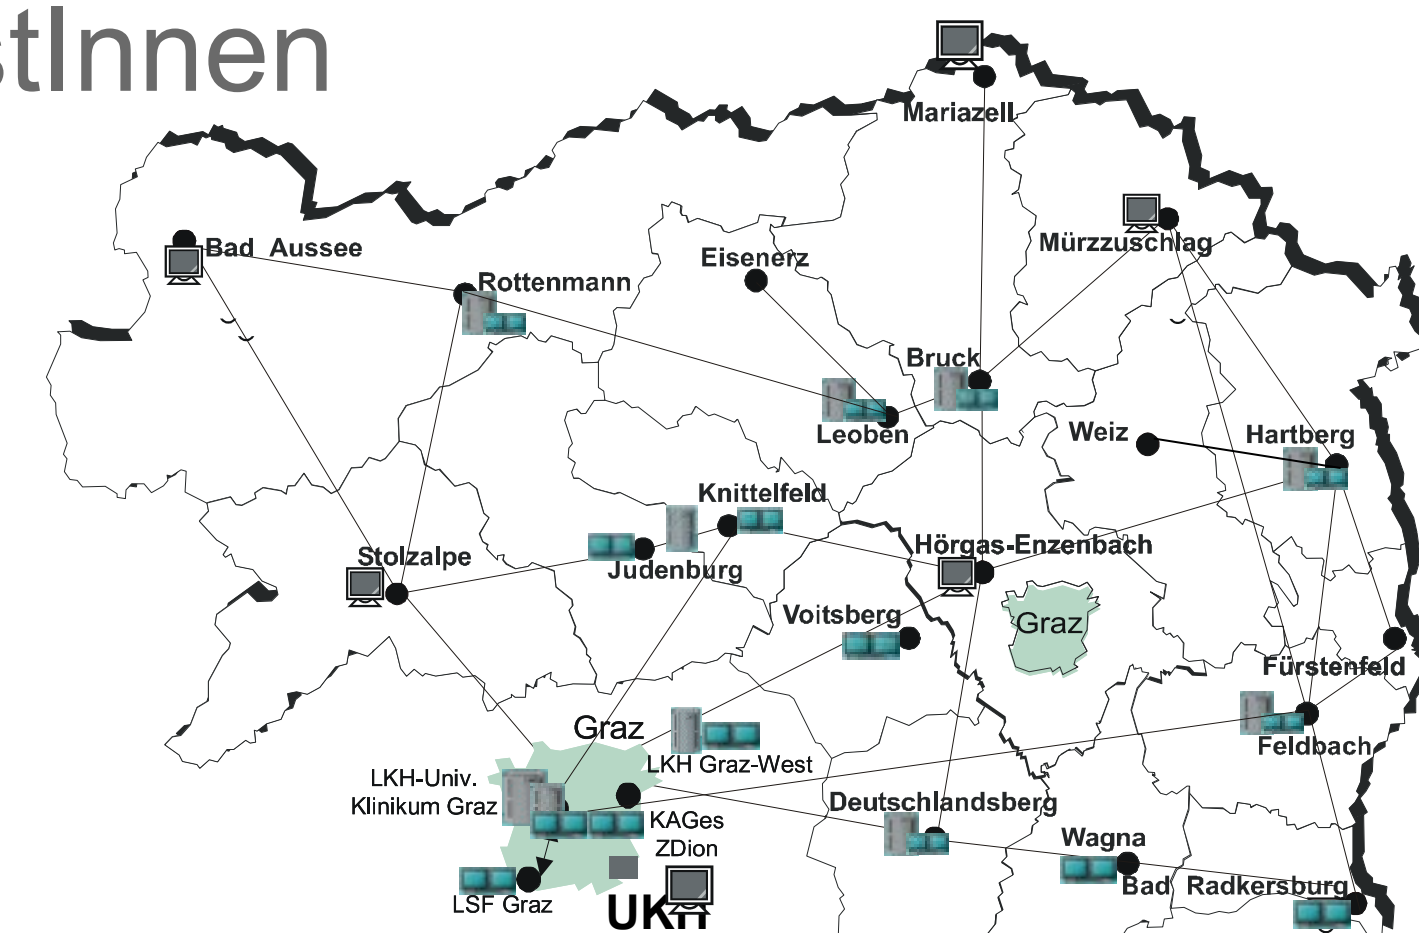 stInnen
Mariazell
Mürzzuschlag
Bad Aussee
Eisenerz
Rottenmann
Bruck
Leoben
Weiz
Hartberg
Knittelfeld
Stolzalpe
Judenburg
Hörgas-Enzenbach
Voitsberg
Graz
Fürstenfeld
Graz
Feldbach
LKH Graz-West
LKH-Univ.
Klinikum Graz
Deutschlandsberg
KAGes
ZDion
Wagna
Bad Radkersburg
LSF Graz
UKH